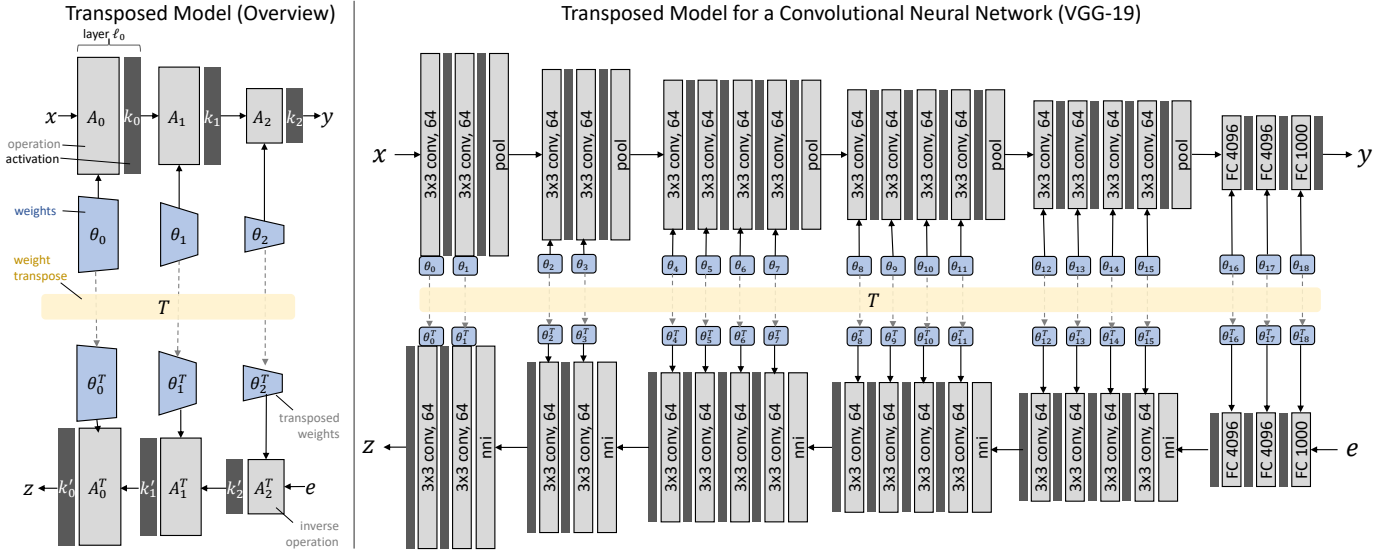 Transposed Model (Overview)
layer ℓ₀
x A₀ k₀ A₁ k₁ A₂ k₂ y
operation
activation
weights
θ₀ θ₁ θ₂
weight
transpose
T
θ₀ᵀ θ₁ᵀ θ₂ᵀ
transposed
weights
z k₀′ A₀ᵀ k₁′ A₁ᵀ k₂′ A₂ᵀ e
inverse
operation
Transposed Model for a Convolutional Neural Network (VGG-19)
x 3x3 conv, 64 3x3 conv, 64 pool 3x3 conv, 64 3x3 conv, 64 pool 3x3 conv, 64 3x3 conv, 64 3x3 conv, 64 3x3 conv, 64 pool 3x3 conv, 64 3x3 conv, 64 3x3 conv, 64 3x3 conv, 64 pool 3x3 conv, 64 3x3 conv, 64 3x3 conv, 64 3x3 conv, 64 pool FC 4096 FC 4096 FC 1000 y
θ₀ θ₁ θ₂ θ₃ θ₄ θ₅ θ₆ θ₇ θ₈ θ₉ θ₁₀ θ₁₁ θ₁₂ θ₁₃ θ₁₄ θ₁₅ θ₁₆ θ₁₇ θ₁₈
T
θ₀ᵀ θ₁ᵀ θ₂ᵀ θ₃ᵀ θ₄ᵀ θ₅ᵀ θ₆ᵀ θ₇ᵀ θ₈ᵀ θ₉ᵀ θ₁₀ᵀ θ₁₁ᵀ θ₁₂ᵀ θ₁₃ᵀ θ₁₄ᵀ θ₁₅ᵀ θ₁₆ᵀ θ₁₇ᵀ θ₁₈ᵀ
z 3x3 conv, 64 3x3 conv, 64 nni 3x3 conv, 64 3x3 conv, 64 nni 3x3 conv, 64 3x3 conv, 64 3x3 conv, 64 3x3 conv, 64 nni 3x3 conv, 64 3x3 conv, 64 3x3 conv, 64 3x3 conv, 64 nni 3x3 conv, 64 3x3 conv, 64 3x3 conv, 64 3x3 conv, 64 nni FC 4096 FC 4096 FC 1000 e